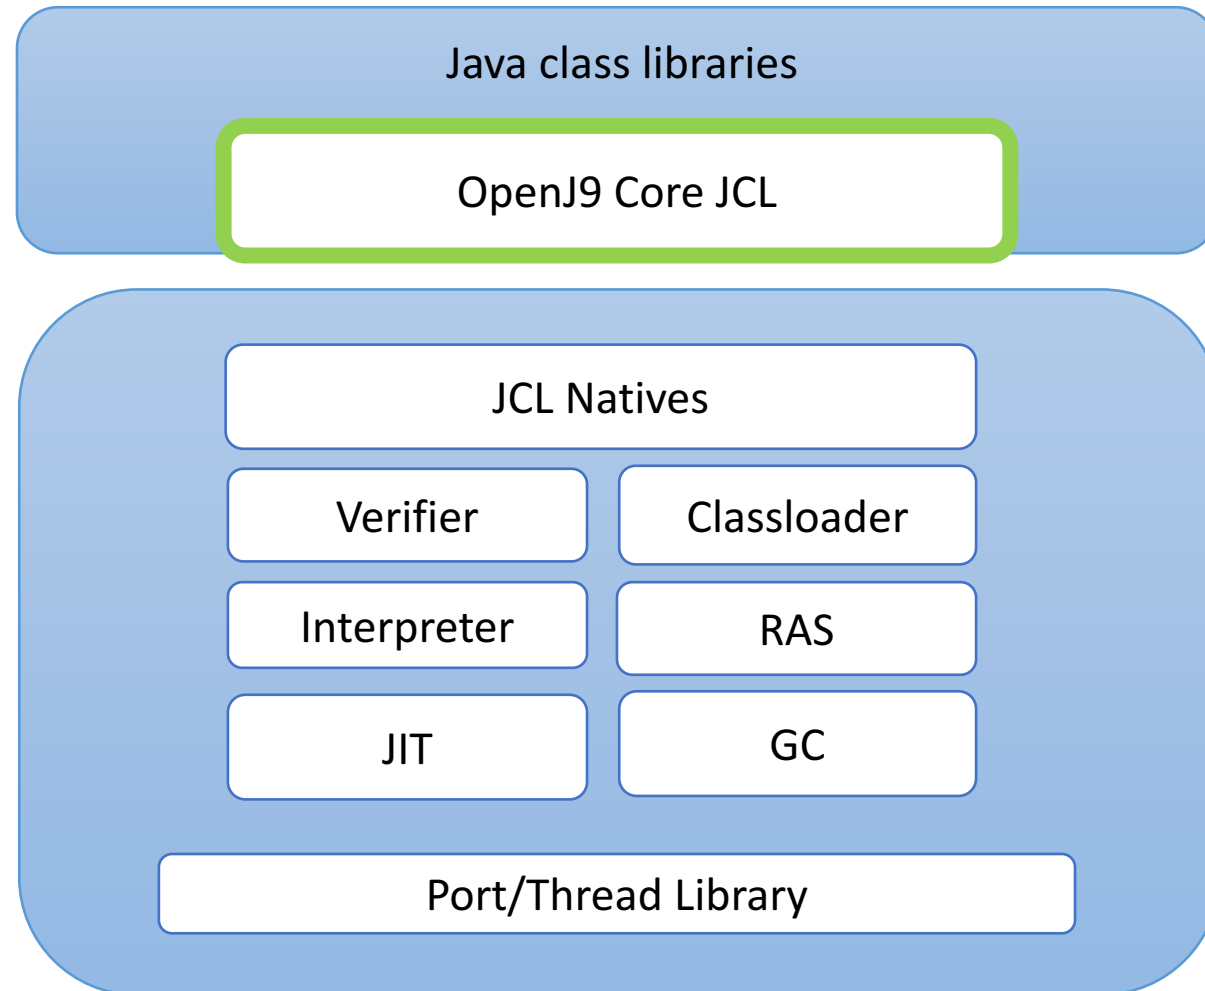 Java class libraries
OpenJ9 Core JCL
JCL Natives
Verifier
Classloader
Interpreter
RAS
JIT
GC
Port/Thread Library